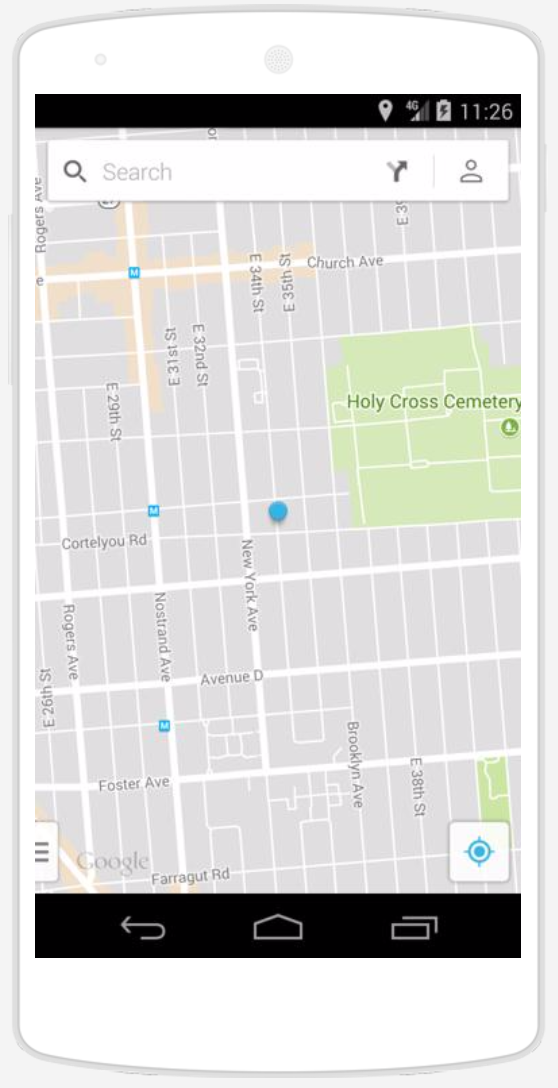 4G 11:26
Search
Rogers Ave
E 34th St
E 35th St
Church Ave
e
E 31st St
E 32nd St
E 29th St
Holy Cross Cemetery
M
M
Cortelyou Rd
New York Ave
Rogers Ave
Nostrand Ave
E 26th St
Avenue D
M
Brooklyn Ave
E 38th St
Foster Ave
Google
Farragut Rd